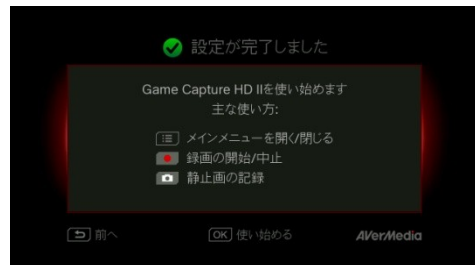 設定が完了しました
Game Capture HD IIを使い始めます
主な使い方:
メインメニューを開く/閉じる
録画の開始/中止
静止画の記録
前へ OK 使い始める AVerMedia